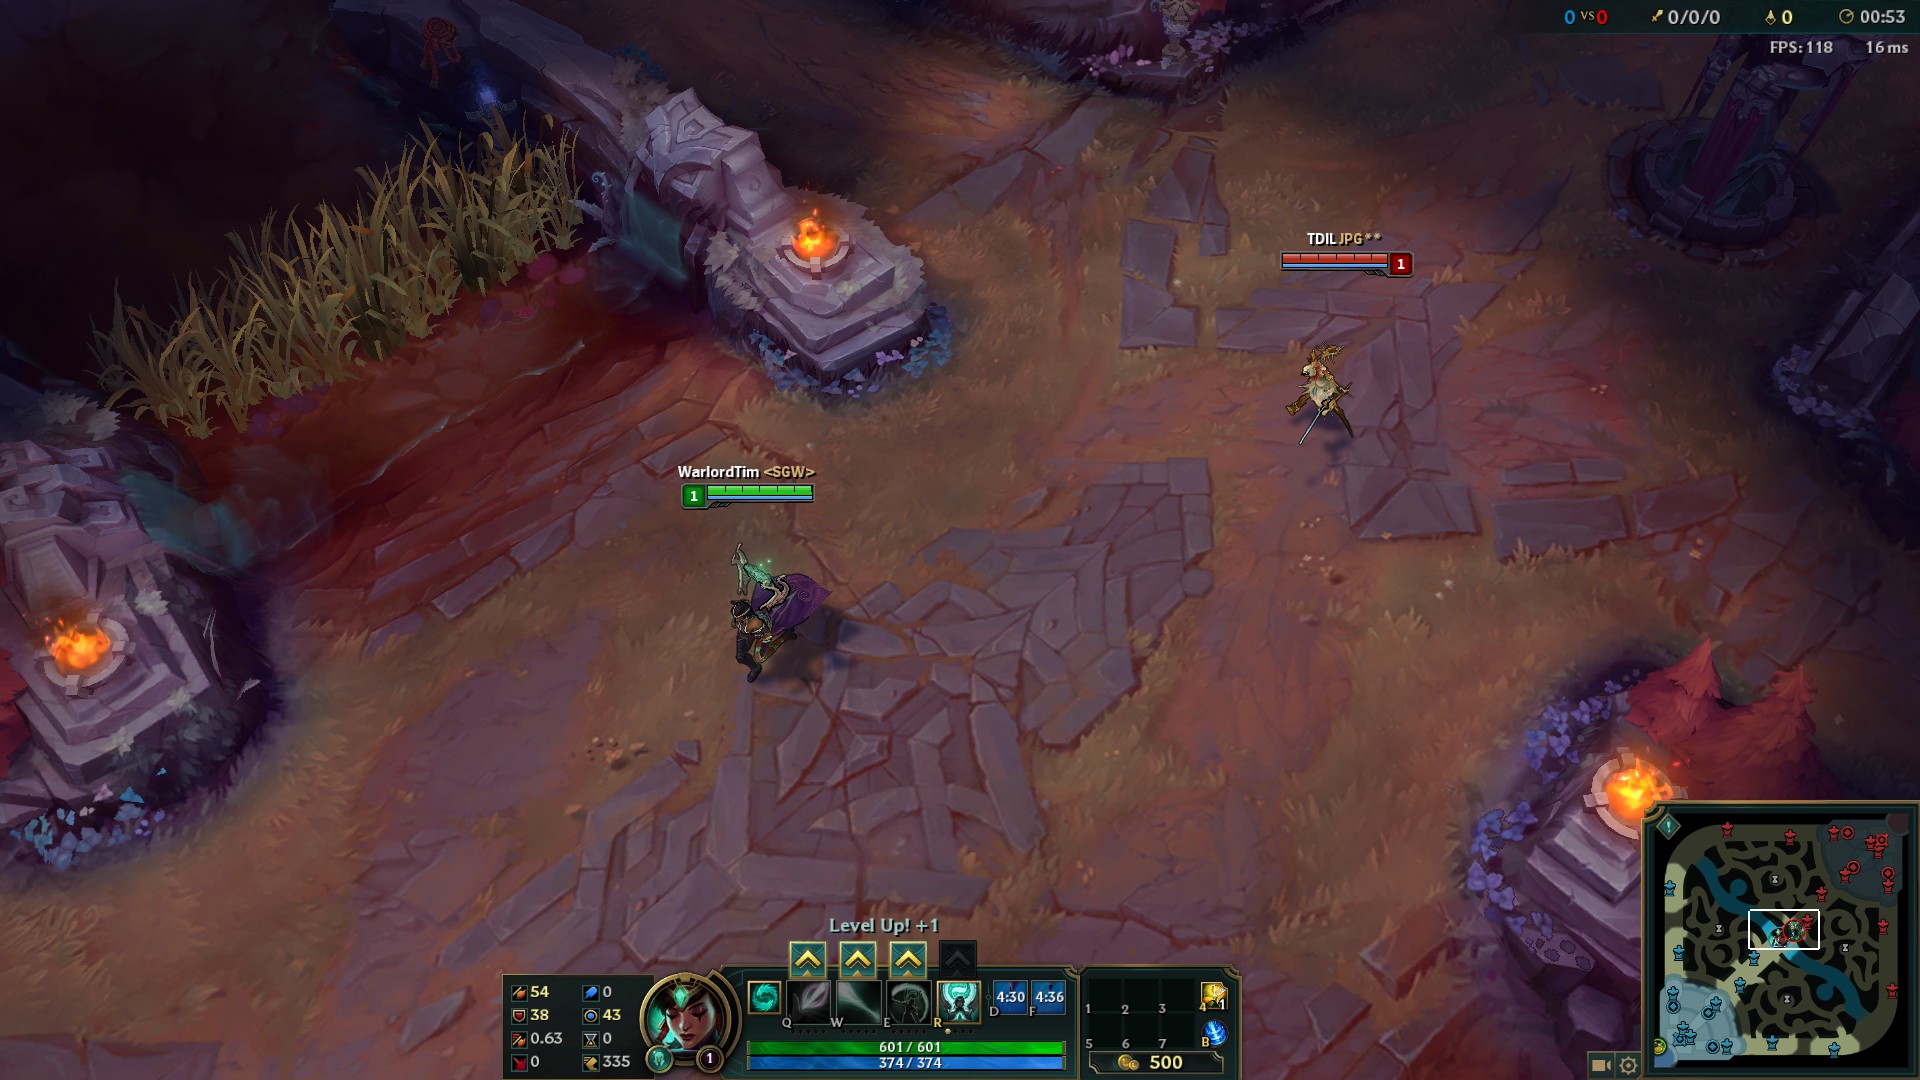 0 vs 0 0/0/0 0 00:53
FPS: 118 16 ms
TDIL JPG**
1
WarlordTim <SGW>
1
Level Up! +1
54 0
38 43
0.63 0
0 335
1
Q W E R
4:30 D 4:36 F
601 / 601
374 / 374
1 2 3 4 1
5 6 7 B
500